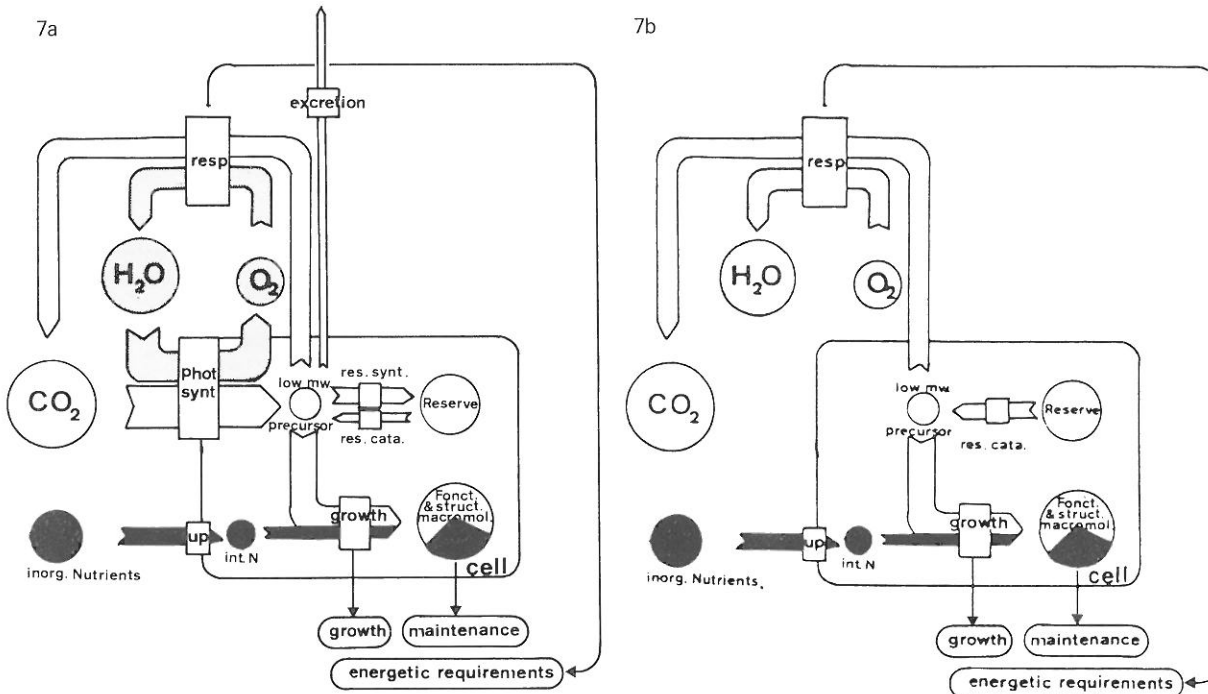 7a
excretion
resp
H2O
O2
phot
synt
CO2
low mw.
precursor
res. synt.
res. cata.
Reserve
Fonct.
& struct.
macromol.
growth
up
int.N
inorg. Nutrients
cell
growth
maintenance
energetic requirements
7b
resp
H2O
O2
CO2
low mw.
precursor
res. cata.
Reserve
Fonct.
& struct.
macromol.
growth
up
int.N
inorg. Nutrients.
cell
growth
maintenance
energetic requirements